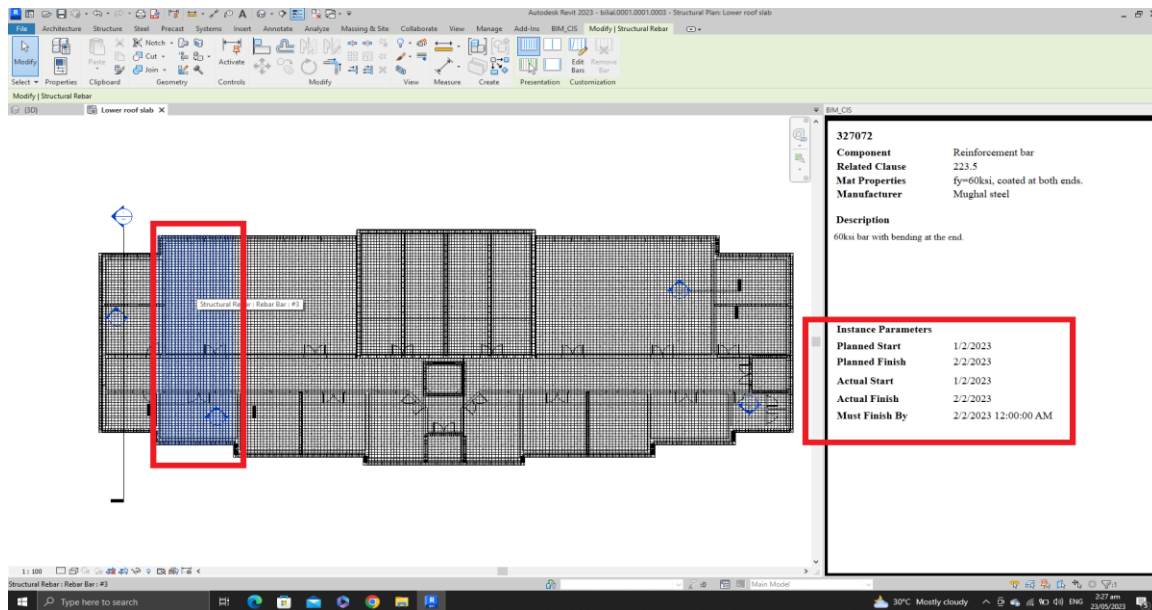 Autodesk Revit 2023 - bilial.0001.0001.0003 - Structural Plan: Lower roof slab
File Architecture Structure Steel Precast Systems Insert Annotate Analyze Massing & Site Collaborate View Manage Add-Ins BIM_CIS Modify | Structural Rebar
Modify
Paste
Notch
Cut
Join
Activate
Edit Bars
Remove Bar
Select Properties Clipboard Geometry Controls Modify View Measure Create Presentation Customization
Modify | Structural Rebar
(3D) Lower roof slab
BIM_CIS
327072
Component Reinforcement bar
Related Clause 223.5
Mat Properties fy=60ksi, coated at both ends.
Manufacturer Mughal steel
Description
60ksi bar with bending at the end.
Structural Rebar : Rebar Bar : #3
Instance Parameters
Planned Start 1/2/2023
Planned Finish 2/2/2023
Actual Start 1/2/2023
Actual Finish 2/2/2023
Must Finish By 2/2/2023 12:00:00 AM
1 : 100
Structural Rebar : Rebar Bar : #3
:0
Main Model
:1
Type here to search
30°C Mostly cloudy
ENG
2:27 am
23/05/2023